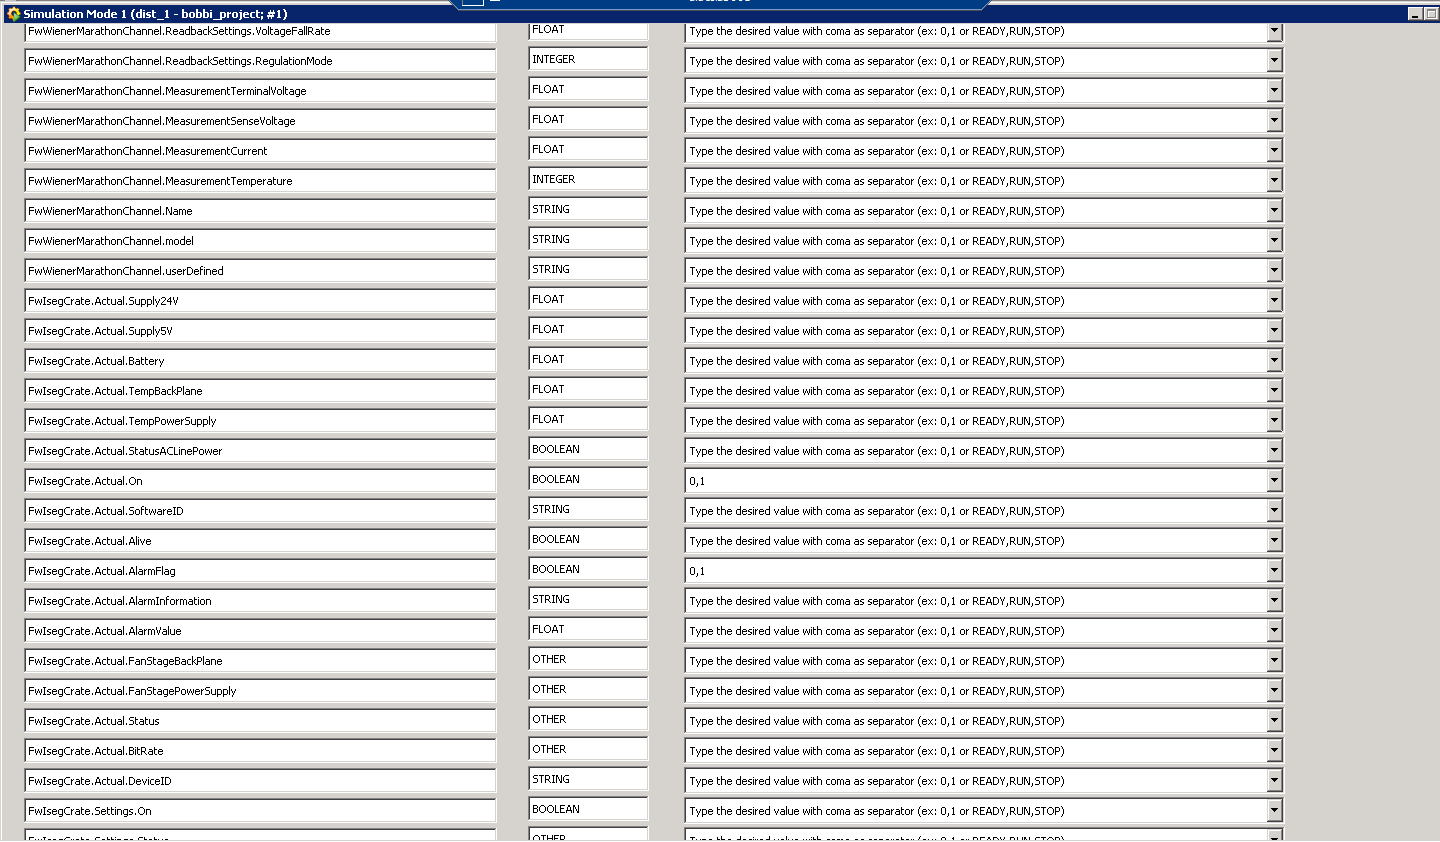 Simulation Mode 1 (dist_1 - bobbi_project; #1)
FwWienerMarathonChannel.ReadbackSettings.VoltageFallRate FLOAT Type the desired value with coma as separator (ex: 0,1 or READY,RUN,STOP)
FwWienerMarathonChannel.ReadbackSettings.RegulationMode INTEGER Type the desired value with coma as separator (ex: 0,1 or READY,RUN,STOP)
FwWienerMarathonChannel.MeasurementTerminalVoltage FLOAT Type the desired value with coma as separator (ex: 0,1 or READY,RUN,STOP)
FwWienerMarathonChannel.MeasurementSenseVoltage FLOAT Type the desired value with coma as separator (ex: 0,1 or READY,RUN,STOP)
FwWienerMarathonChannel.MeasurementCurrent FLOAT Type the desired value with coma as separator (ex: 0,1 or READY,RUN,STOP)
FwWienerMarathonChannel.MeasurementTemperature INTEGER Type the desired value with coma as separator (ex: 0,1 or READY,RUN,STOP)
FwWienerMarathonChannel.Name STRING Type the desired value with coma as separator (ex: 0,1 or READY,RUN,STOP)
FwWienerMarathonChannel.model STRING Type the desired value with coma as separator (ex: 0,1 or READY,RUN,STOP)
FwWienerMarathonChannel.userDefined STRING Type the desired value with coma as separator (ex: 0,1 or READY,RUN,STOP)
FwIsegCrate.Actual.Supply24V FLOAT Type the desired value with coma as separator (ex: 0,1 or READY,RUN,STOP)
FwIsegCrate.Actual.Supply5V FLOAT Type the desired value with coma as separator (ex: 0,1 or READY,RUN,STOP)
FwIsegCrate.Actual.Battery FLOAT Type the desired value with coma as separator (ex: 0,1 or READY,RUN,STOP)
FwIsegCrate.Actual.TempBackPlane FLOAT Type the desired value with coma as separator (ex: 0,1 or READY,RUN,STOP)
FwIsegCrate.Actual.TempPowerSupply FLOAT Type the desired value with coma as separator (ex: 0,1 or READY,RUN,STOP)
FwIsegCrate.Actual.StatusACLinePower BOOLEAN Type the desired value with coma as separator (ex: 0,1 or READY,RUN,STOP)
FwIsegCrate.Actual.On BOOLEAN 0,1
FwIsegCrate.Actual.SoftwareID STRING Type the desired value with coma as separator (ex: 0,1 or READY,RUN,STOP)
FwIsegCrate.Actual.Alive BOOLEAN Type the desired value with coma as separator (ex: 0,1 or READY,RUN,STOP)
FwIsegCrate.Actual.AlarmFlag BOOLEAN 0,1
FwIsegCrate.Actual.AlarmInformation STRING Type the desired value with coma as separator (ex: 0,1 or READY,RUN,STOP)
FwIsegCrate.Actual.AlarmValue FLOAT Type the desired value with coma as separator (ex: 0,1 or READY,RUN,STOP)
FwIsegCrate.Actual.FanStageBackPlane OTHER Type the desired value with coma as separator (ex: 0,1 or READY,RUN,STOP)
FwIsegCrate.Actual.FanStagePowerSupply OTHER Type the desired value with coma as separator (ex: 0,1 or READY,RUN,STOP)
FwIsegCrate.Actual.Status OTHER Type the desired value with coma as separator (ex: 0,1 or READY,RUN,STOP)
FwIsegCrate.Actual.BitRate OTHER Type the desired value with coma as separator (ex: 0,1 or READY,RUN,STOP)
FwIsegCrate.Actual.DeviceID STRING Type the desired value with coma as separator (ex: 0,1 or READY,RUN,STOP)
FwIsegCrate.Settings.On BOOLEAN Type the desired value with coma as separator (ex: 0,1 or READY,RUN,STOP)
FwIsegCrate.Settings.Status OTHER Type the desired value with coma as separator (ex: 0,1 or READY,RUN,STOP)